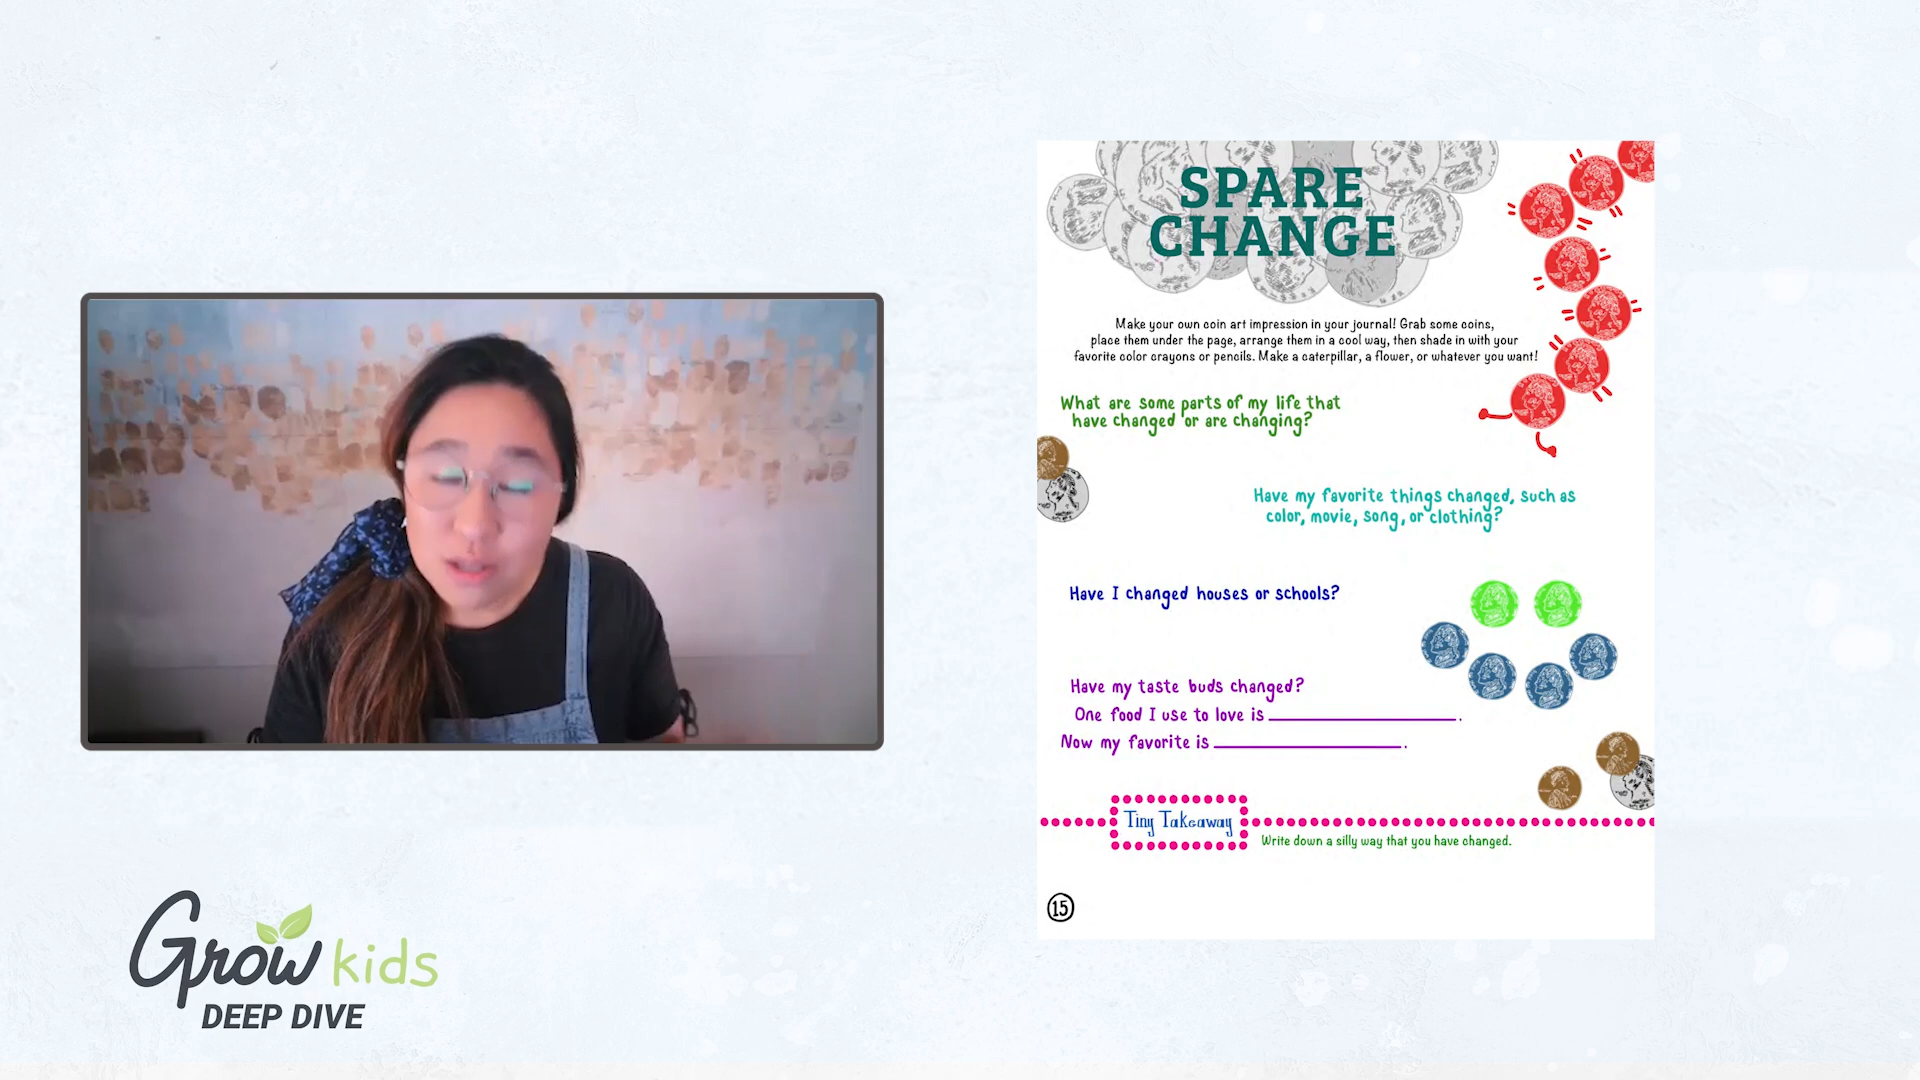 SPARE
CHANGE
Make your own coin art impression in your journal! Grab some coins,
place them under the page, arrange them in a cool way, then shade in with your
favorite color crayons or pencils. Make a caterpillar, a flower, or whatever you want!
What are some parts of my life that
have changed or are changing?
Have my favorite things changed, such as
color, movie, song, or clothing?
Have I changed houses or schools?
Have my taste buds changed?
One food I use to love is ____________________.
Now my favorite is ____________________.
Tiny Takeaway
Write down a silly way that you have changed.
15
Grow kids
DEEP DIVE